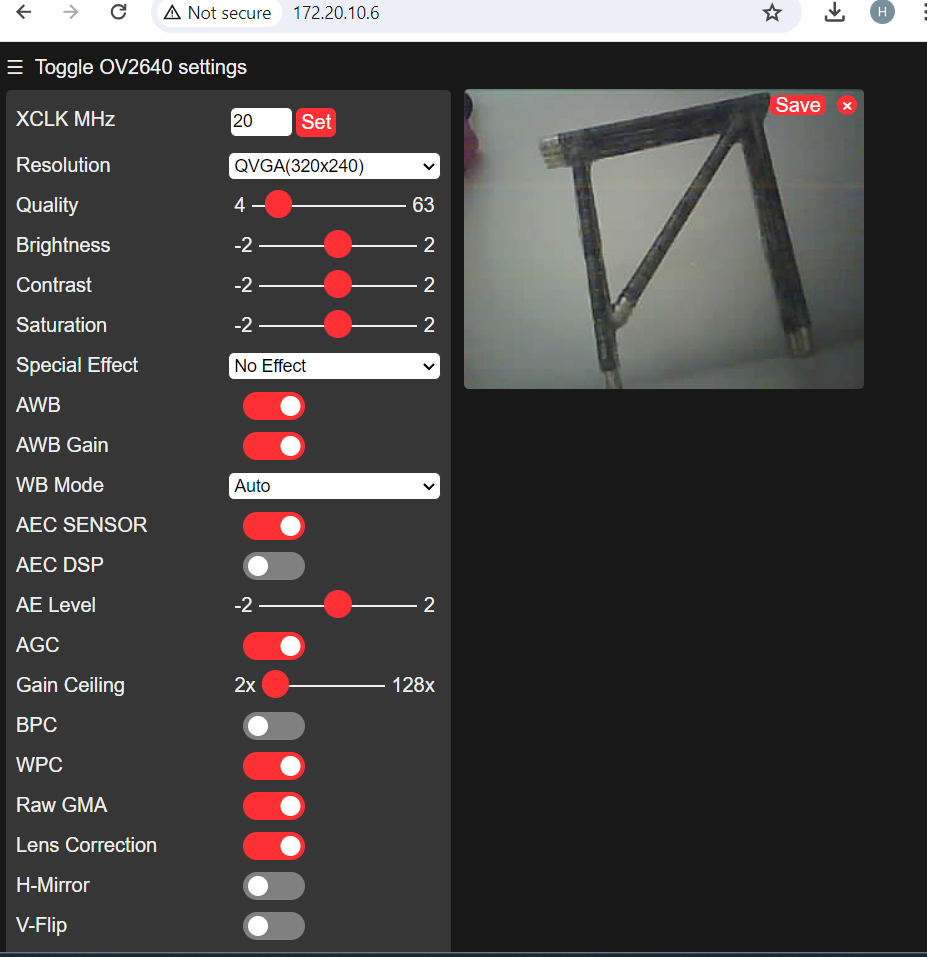 Not secure 172.20.10.6
H
☰ Toggle OV2640 settings
XCLK MHz 20 Set
Resolution QVGA(320x240)
Quality 4 63
Brightness -2 2
Contrast -2 2
Saturation -2 2
Special Effect No Effect
AWB
AWB Gain
WB Mode Auto
AEC SENSOR
AEC DSP
AE Level -2 2
AGC
Gain Ceiling 2x 128x
BPC
WPC
Raw GMA
Lens Correction
H-Mirror
V-Flip
Save ×